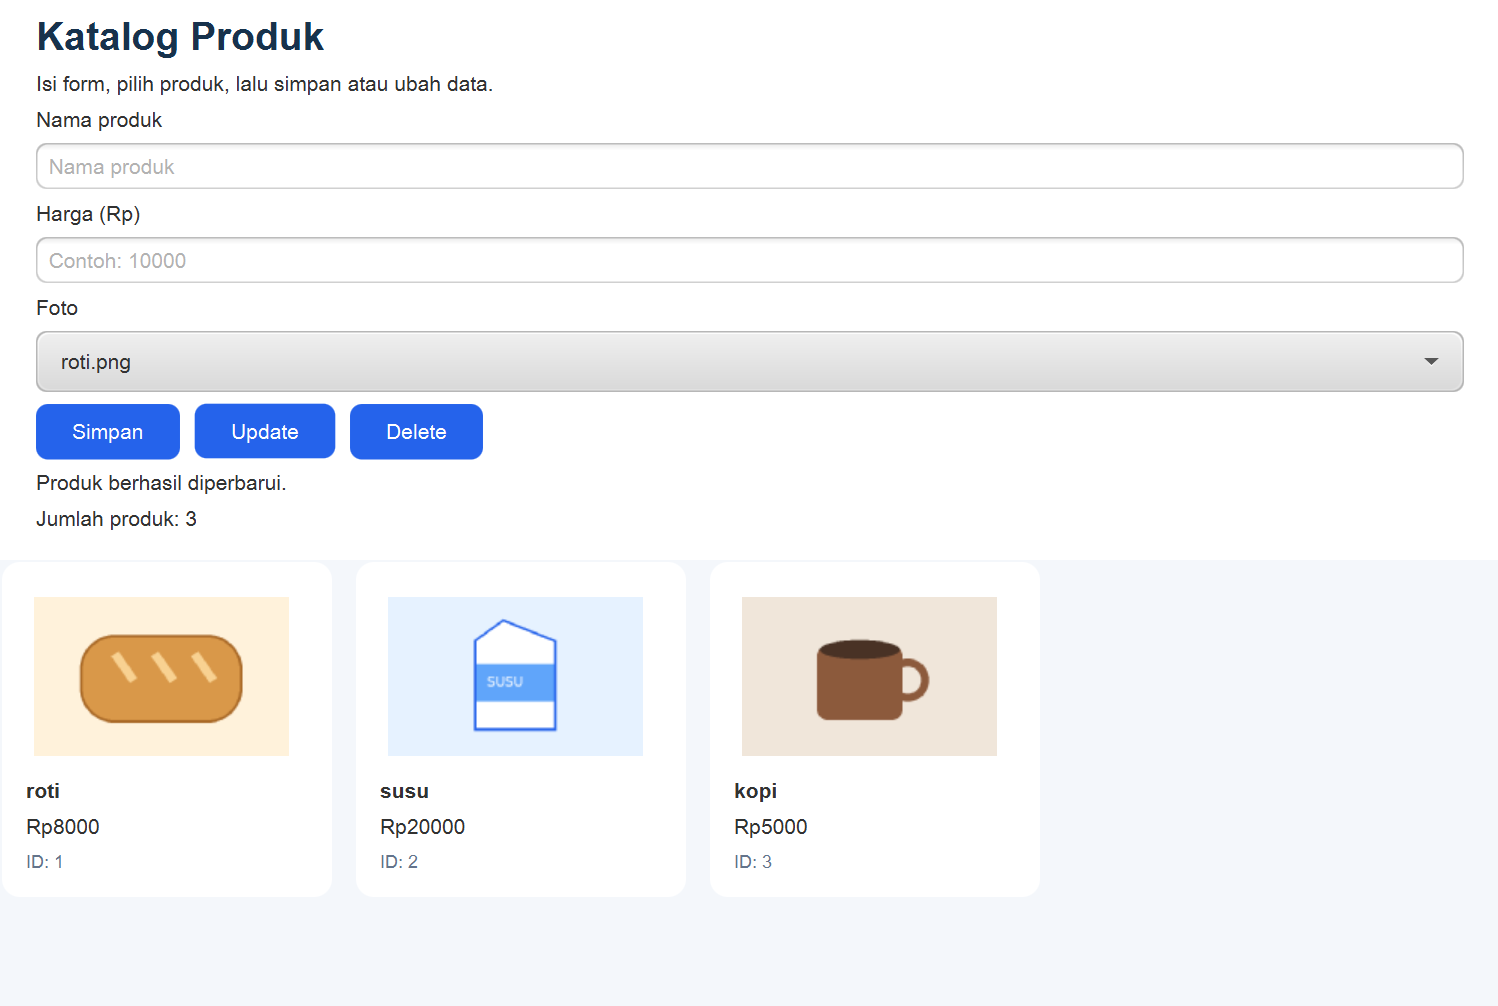 Katalog Produk
Isi form, pilih produk, lalu simpan atau ubah data.
Nama produk
Nama produk
Harga (Rp)
Contoh: 10000
Foto
roti.png
Simpan Update Delete
Produk berhasil diperbarui.
Jumlah produk: 3
SUSU
roti susu kopi
Rp8000 Rp20000 Rp5000
ID: 1 ID: 2 ID: 3